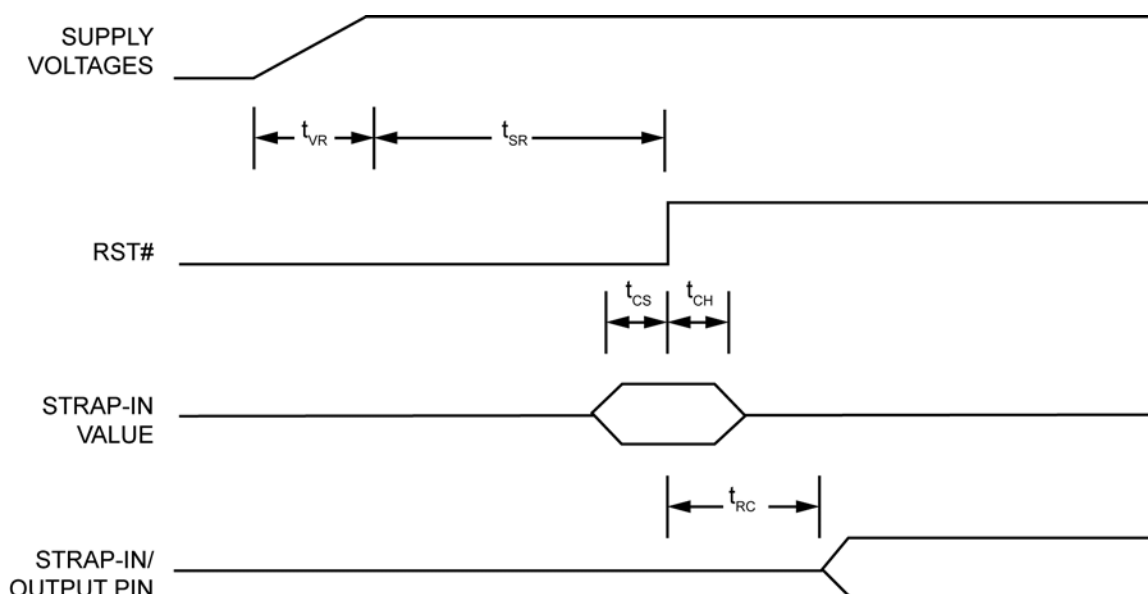 SUPPLY
VOLTAGES
tVR
tSR
RST#
tCS
tCH
STRAP-IN
VALUE
tRC
STRAP-IN/
OUTPUT PIN